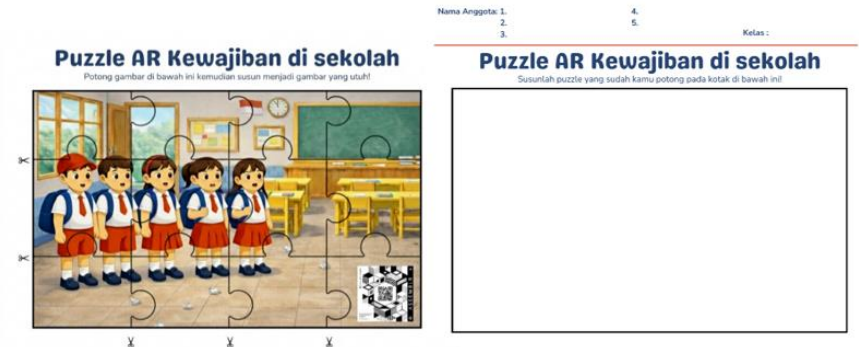 Puzzle AR Kewajiban di sekolah
Potong gambar di bawah ini kemudian susun menjadi gambar yang utuh!
Nama Anggota: 1.
2.
3.
4.
5.
Kelas :
Puzzle AR Kewajiban di sekolah
Susunlah puzzle yang sudah kamu potong pada kotak di bawah ini!